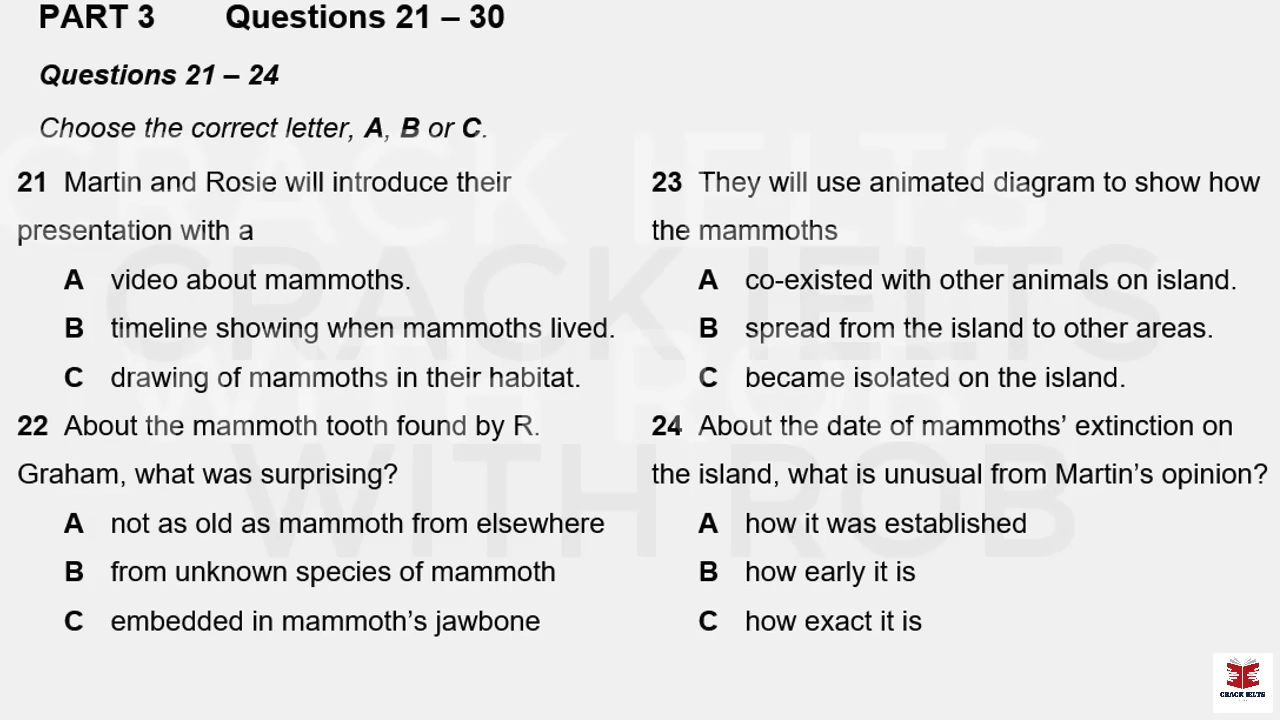 PART 3 Questions 21 – 30
Questions 21 – 24
Choose the correct letter, A, B or C.
21 Martin and Rosie will introduce their
presentation with a
A video about mammoths.
B timeline showing when mammoths lived.
C drawing of mammoths in their habitat.
22 About the mammoth tooth found by R.
Graham, what was surprising?
A not as old as mammoth from elsewhere
B from unknown species of mammoth
C embedded in mammoth’s jawbone
23 They will use animated diagram to show how
the mammoths
A co-existed with other animals on island.
B spread from the island to other areas.
C became isolated on the island.
24 About the date of mammoths’ extinction on
the island, what is unusual from Martin’s opinion?
A how it was established
B how early it is
C how exact it is
CRACK IELTS
WITH ROB
CRACK IELTS
WITH ROB
CRACK IELTS